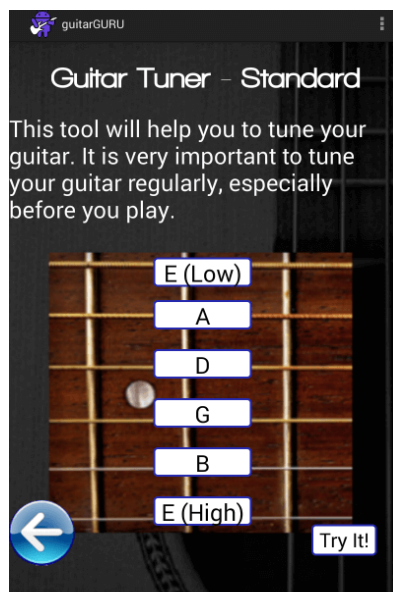 guitarGURU
Guitar Tuner - Standard
This tool will help you to tune your
guitar. It is very important to tune
your guitar regularly, especially
before you play.
E (Low)
A
D
G
B
E (High)
Try It!